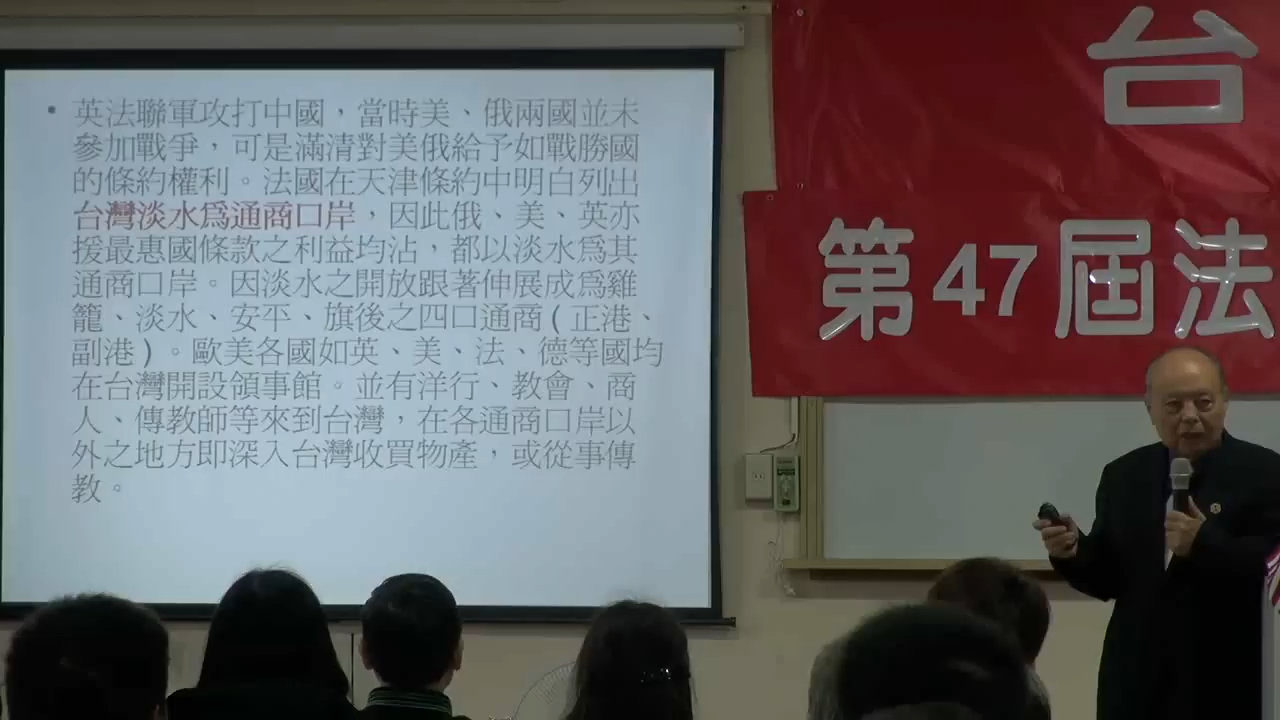 • 英法聯軍攻打中國，當時美、俄兩國並未
參加戰爭，可是滿清對美俄給予如戰勝國
的條約權利。法國在天津條約中明白列出
台灣淡水為通商口岸，因此俄、美、英亦
援最惠國條款之利益均沾，都以淡水為其
通商口岸。因淡水之開放跟著伸展成為雞
籠、淡水、安平、旗後之四口通商(正港、
副港)。歐美各國如英、美、法、德等國均
在台灣開設領事館。並有洋行、教會、商
人、傳教師等來到台灣，在各通商口岸以
外之地方即深入台灣收買物產，或從事傳
教。
台
第47屆法